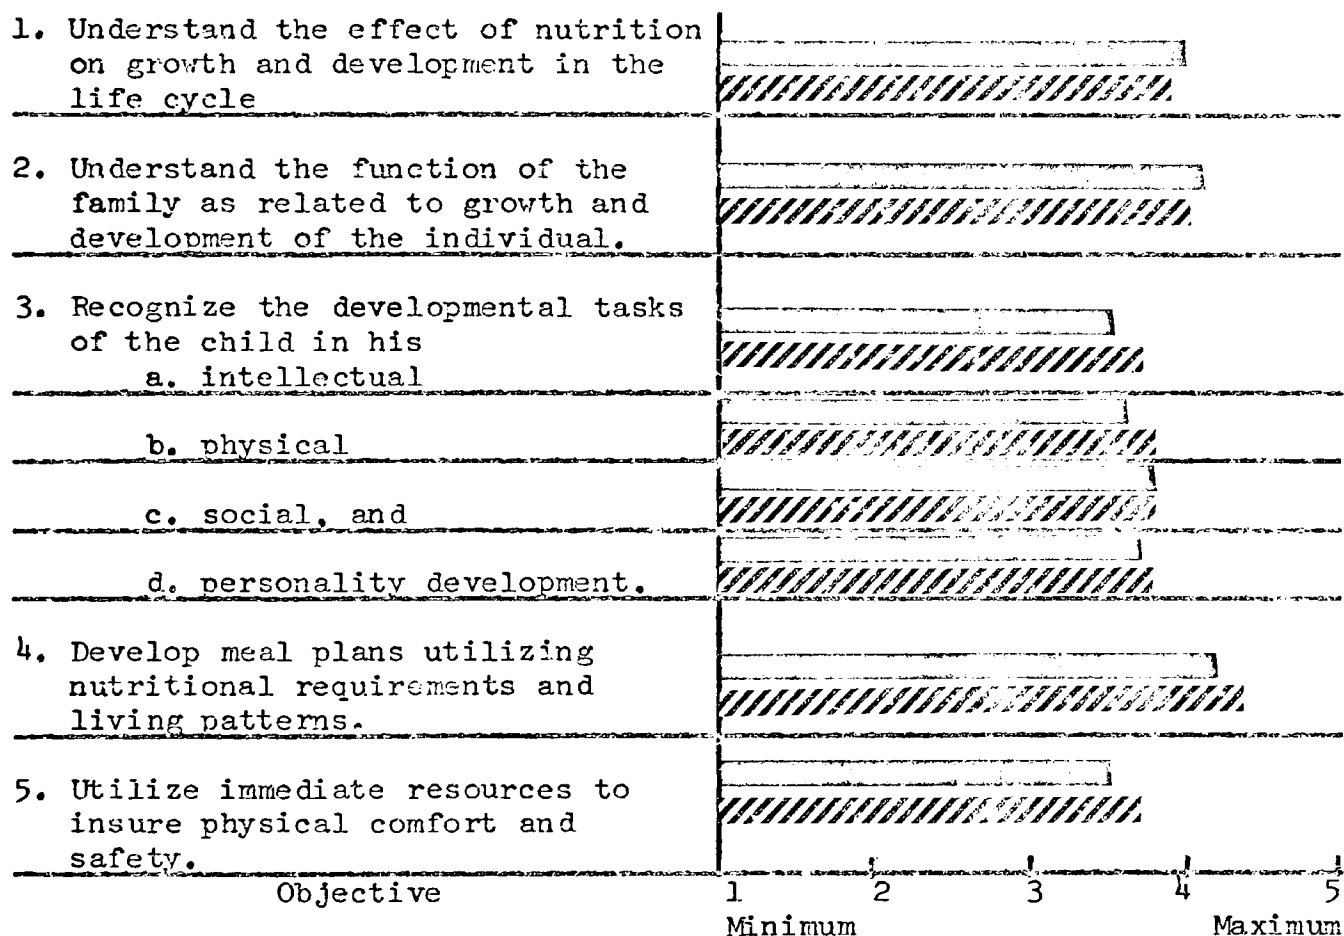 1. Understand the effect of nutrition
on growth and development in the
life cycle
2. Understand the function of the
family as related to growth and
development of the individual.
3. Recognize the developmental tasks
of the child in his
a. intellectual
b. physical
c. social, and
d. personality development.
4. Develop meal plans utilizing
nutritional requirements and
living patterns.
5. Utilize immediate resources to
insure physical comfort and
safety.
Objective 1 2 3 4 5
Minimum Maximum